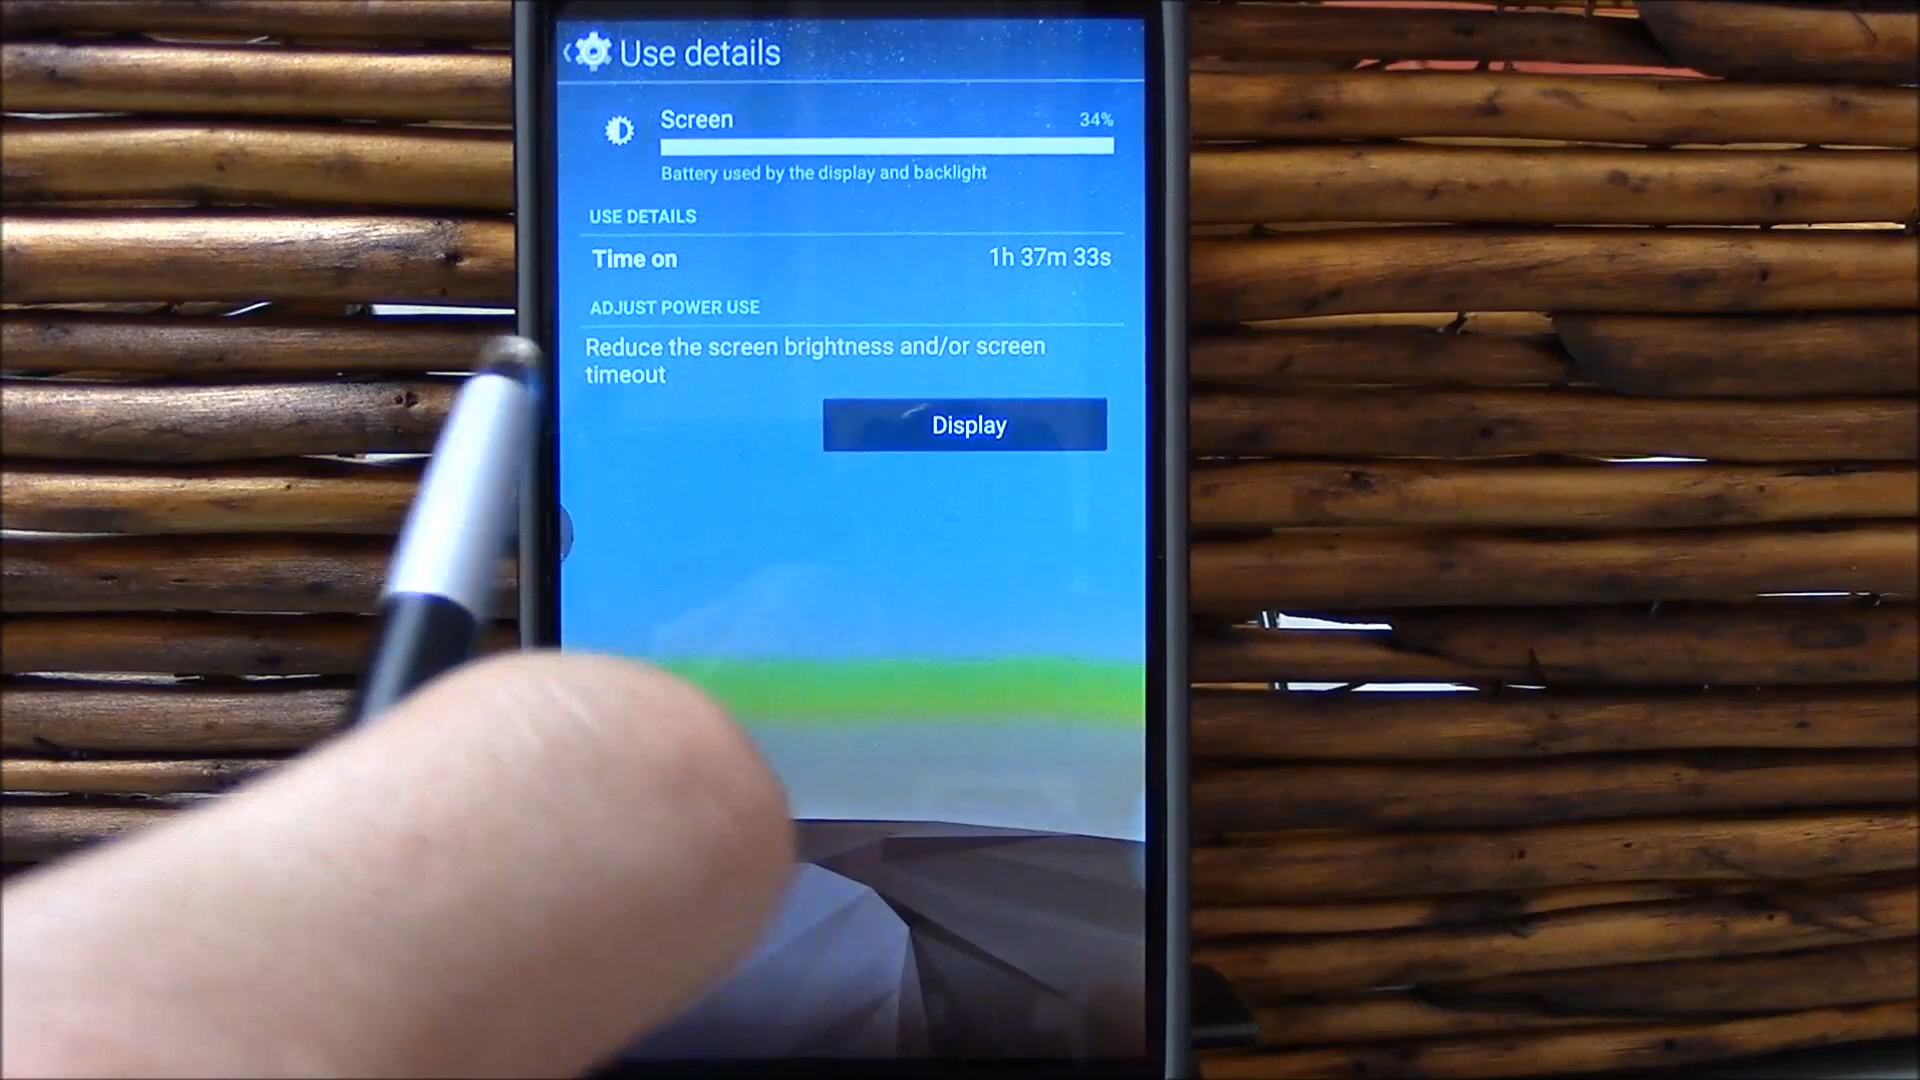 Use details
Screen 34%
Battery used by the display and backlight
USE DETAILS
Time on 1h 37m 33s
ADJUST POWER USE
Reduce the screen brightness and/or screen
timeout
Display